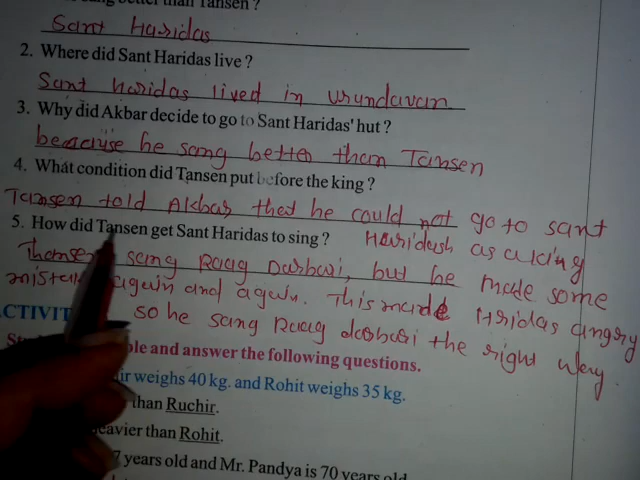 better than Tansen ?
Sant Haridas
2. Where did Sant Haridas live ?
Sant haridas lived in vrundavan
3. Why did Akbar decide to go to Sant Haridas' hut ?
because he sang better than Tansen
4. What condition did Tansen put before the king ?
Tansen told Akbar that he could not go to sant
Haridash as a king
5. How did Tansen get Sant Haridas to sing ?
sang Raag Darbari, but he made some
again and again. This made Hridas angry
so he sang Raag darbari the right way.
and answer the following questions.
weighs 40 kg. and Rohit weighs 35 kg.
than Ruchir.
than Rohit.
7 years old and Mr. Pandya is 70 years old